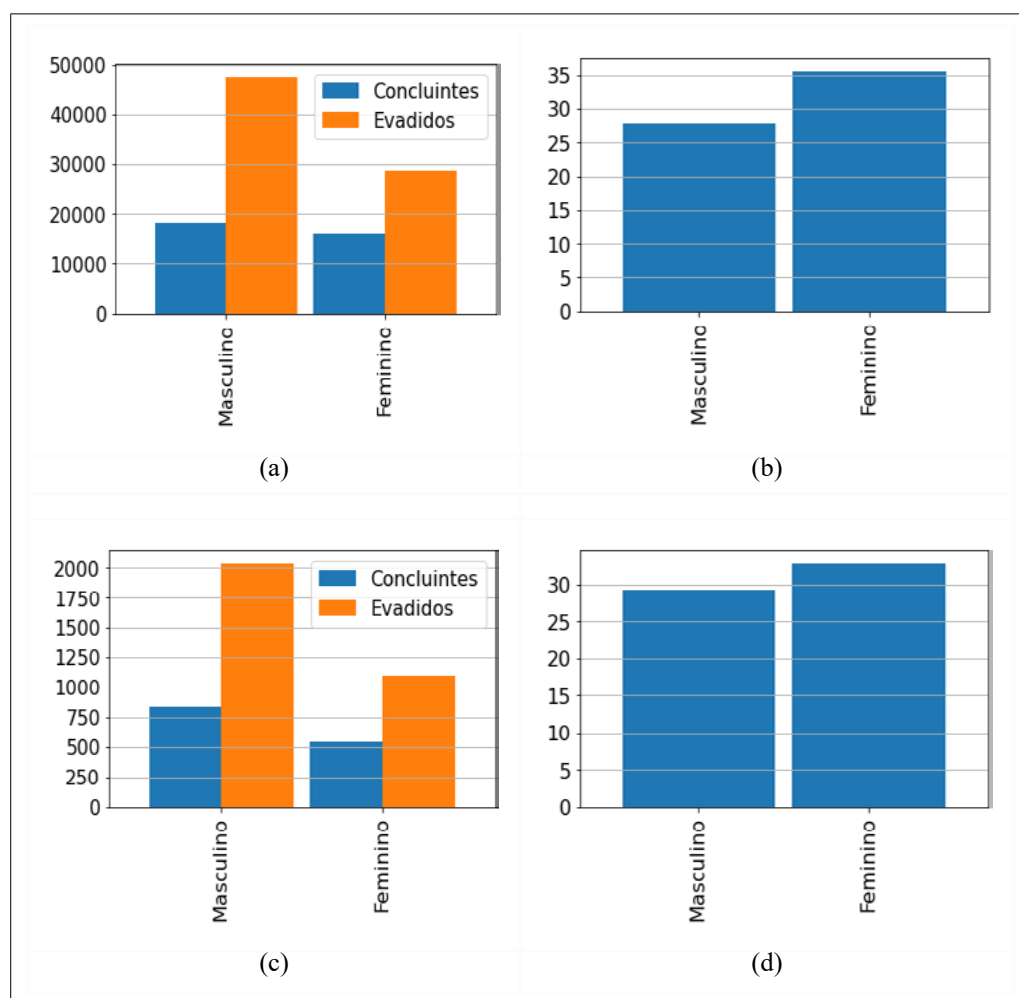 50000
40000
30000
20000
10000
0
Concluintes
Evadidos
Masculino
Feminino
(a)
35
30
25
20
15
10
5
0
Masculino
Feminino
(b)
2000
1750
1500
1250
1000
750
500
250
0
Concluintes
Evadidos
Masculino
Feminino
(c)
30
25
20
15
10
5
0
Masculino
Feminino
(d)